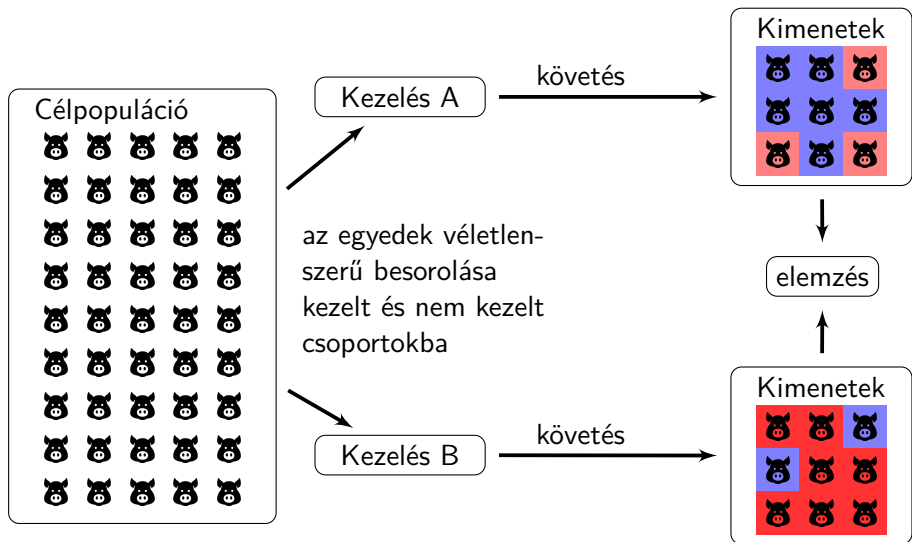 Célpopuláció
az egyedek véletlen-
szerű besorolása
kezelt és nem kezelt
csoportokba
Kezelés A
követés
Kimenetek
elemzés
Kezelés B
követés
Kimenetek